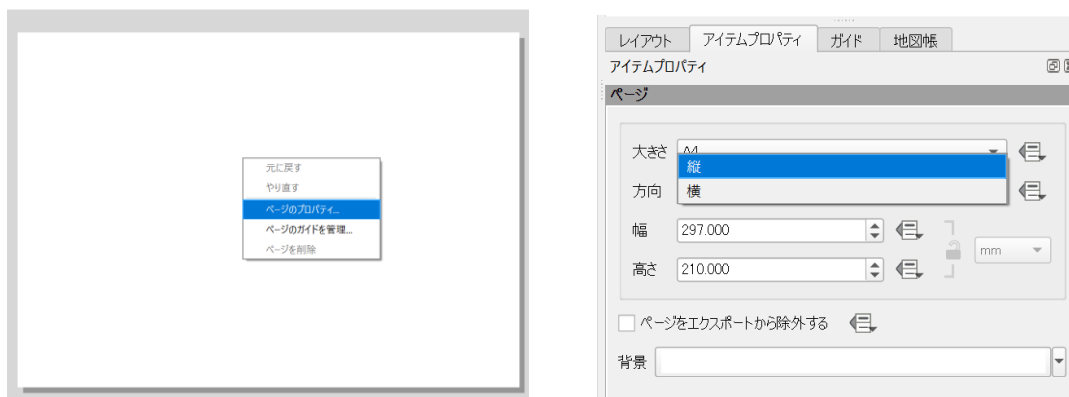 元に戻す
やり直す
ページのプロパティ...
ページのガイドを管理...
ページを削除
レイアウト アイテムプロパティ ガイド 地図帳
アイテムプロパティ
ページ
大きさ A4
縦
方向 横
幅 297.000
mm
高さ 210.000
ページをエクスポートから除外する
背景